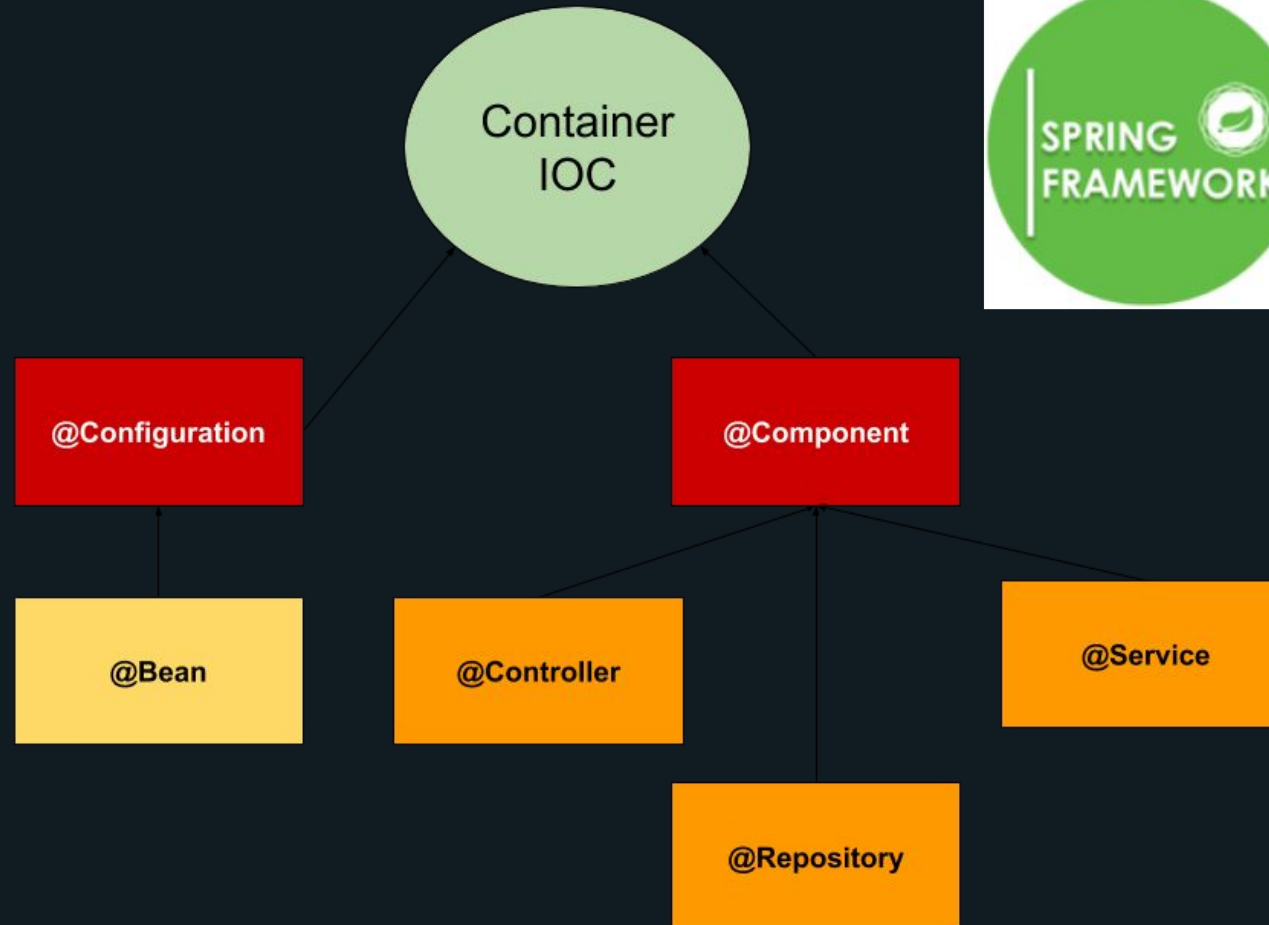 Container
IOC
SPRING
FRAMEWORK
@Configuration
@Component
@Bean
@Controller
@Service
@Repository